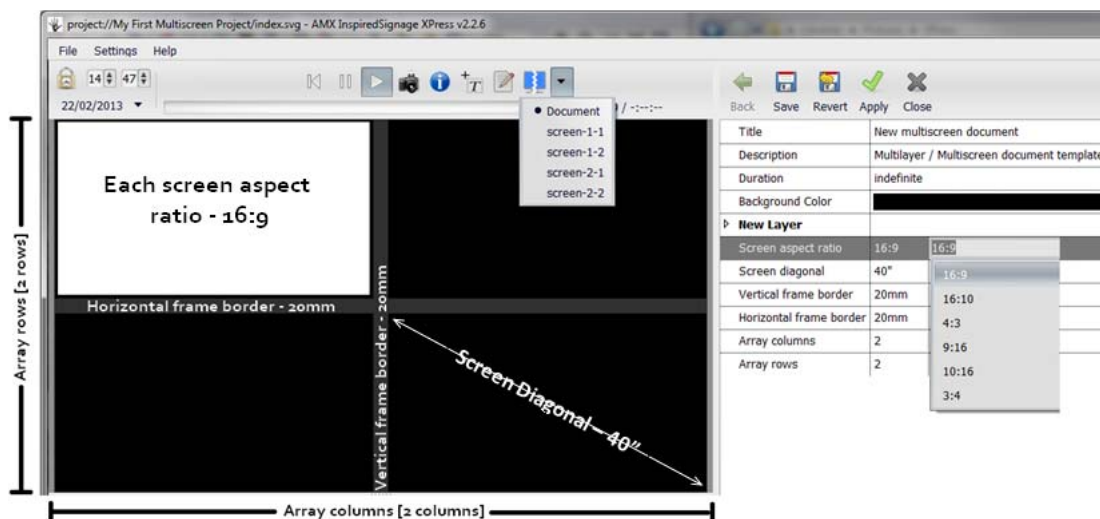 project://My First Multiscreen Project/index.svg - AMX InspiredSignage XPress v2.2.6
File Settings Help
14 47
22/02/2013
/ -:--:--
Document
screen-1-1
screen-1-2
screen-2-1
screen-2-2
Back Save Revert Apply Close
Title New multiscreen document
Description Multilayer / Multiscreen document template
Duration indefinite
Background Color
New Layer
Screen aspect ratio 16:9 16:9
Screen diagonal 40"
Vertical frame border 20mm
Horizontal frame border 20mm
Array columns 2
Array rows 2
16:9
16:10
4:3
9:16
10:16
3:4
Each screen aspect
ratio - 16:9
Horizontal frame border - 20mm
Vertical frame border - 20mm
Screen Diagonal – 40”
Array rows [2 rows]
Array columns [2 columns]